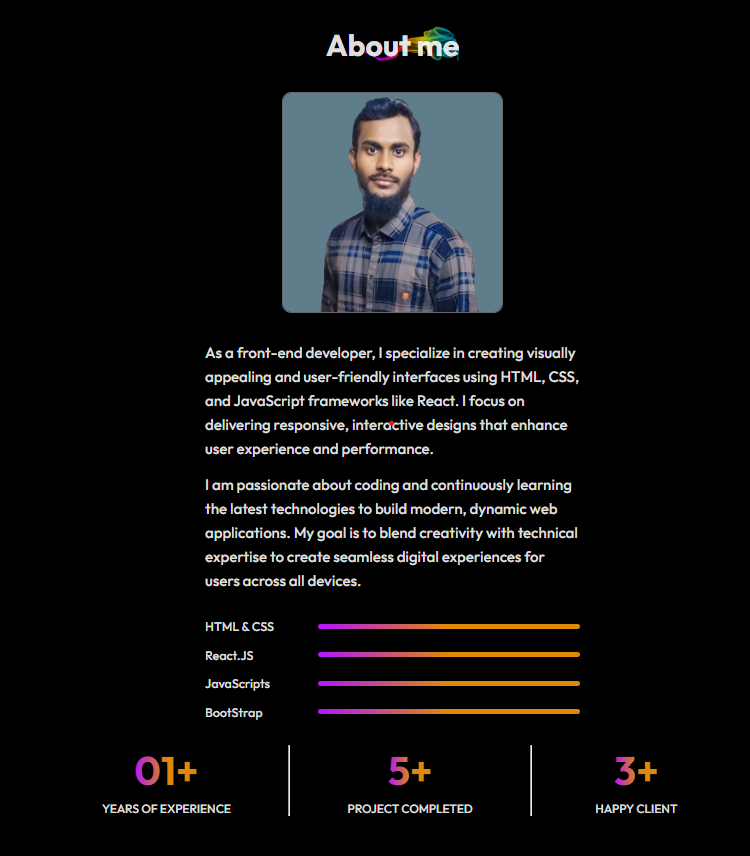 About me
As a front-end developer, I specialize in creating visually
appealing and user-friendly interfaces using HTML, CSS,
and JavaScript frameworks like React. I focus on
delivering responsive, interactive designs that enhance
user experience and performance.
I am passionate about coding and continuously learning
the latest technologies to build modern, dynamic web
applications. My goal is to blend creativity with technical
expertise to create seamless digital experiences for
users across all devices.
HTML & CSS
React.JS
JavaScripts
BootStrap
01+
YEARS OF EXPERIENCE
5+
PROJECT COMPLETED
3+
HAPPY CLIENT